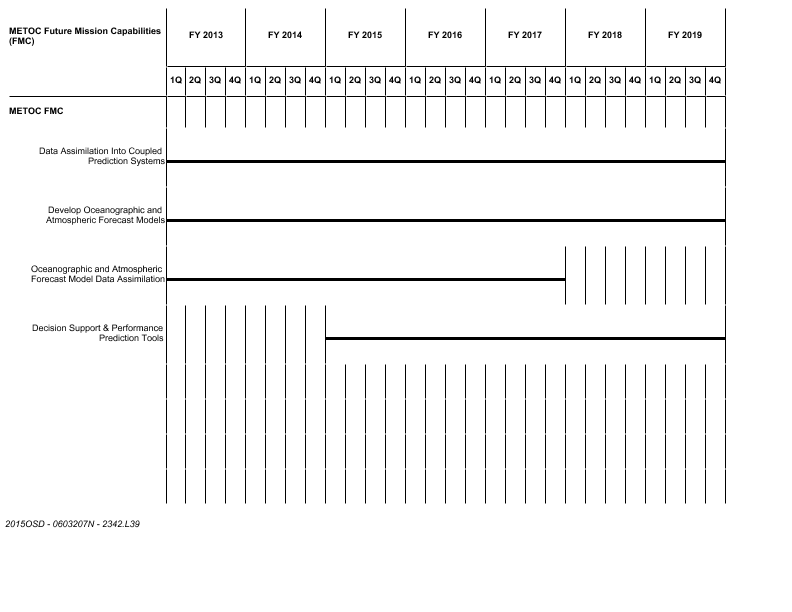 METOC Future Mission Capabilities
(FMC)
FY 2013 FY 2014 FY 2015 FY 2016 FY 2017 FY 2018 FY 2019
1Q 2Q 3Q 4Q 1Q 2Q 3Q 4Q 1Q 2Q 3Q 4Q 1Q 2Q 3Q 4Q 1Q 2Q 3Q 4Q 1Q 2Q 3Q 4Q 1Q 2Q 3Q 4Q
METOC FMC
Data Assimilation Into Coupled
Prediction Systems
Develop Oceanographic and
Atmospheric Forecast Models
Oceanographic and Atmospheric
Forecast Model Data Assimilation
Decision Support & Performance
Prediction Tools
2015OSD - 0603207N - 2342.L39